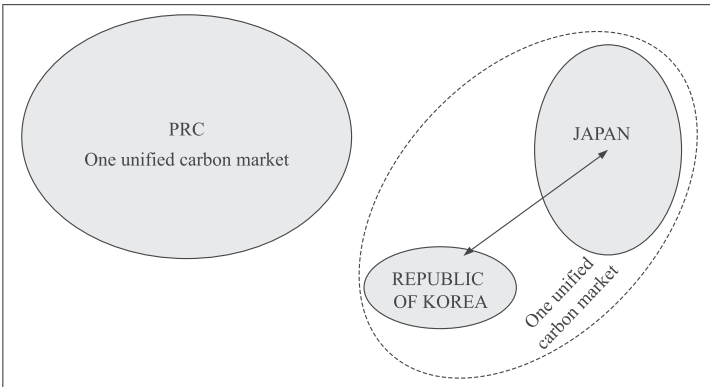 PRC
One unified carbon market
JAPAN
REPUBLIC
OF KOREA
One unified
carbon market